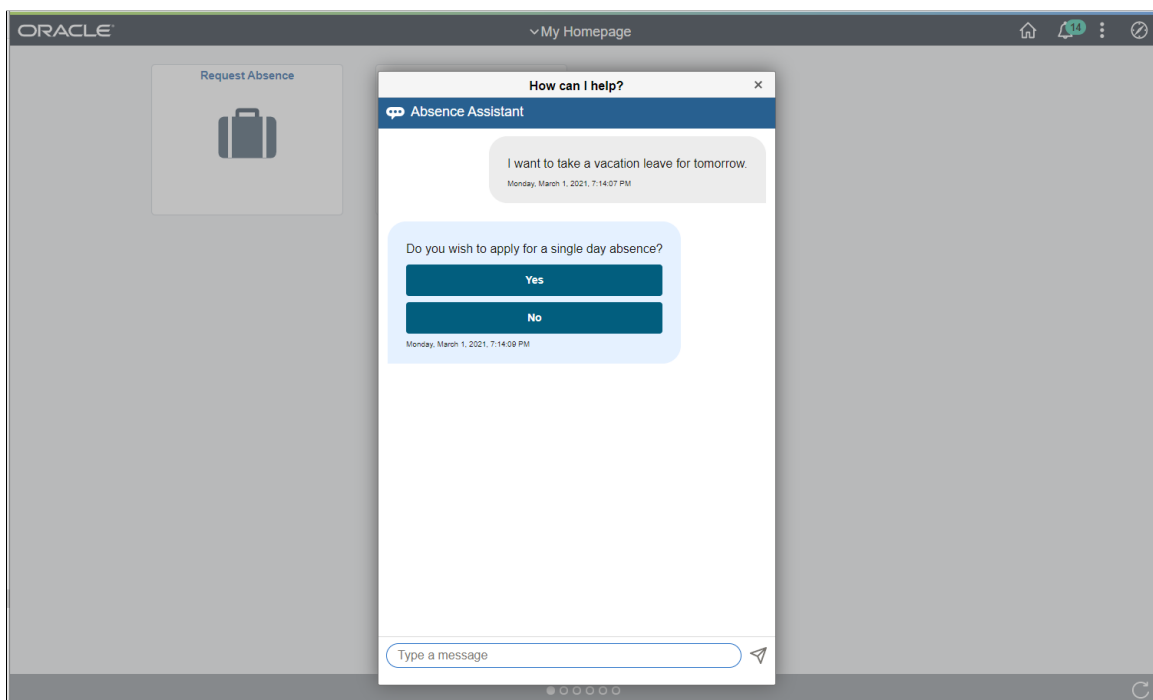 ORACLE
My Homepage
14
Request Absence
How can I help?
Absence Assistant
I want to take a vacation leave for tomorrow.
Monday, March 1, 2021, 7:14:07 PM
Do you wish to apply for a single day absence?
Yes
No
Monday, March 1, 2021, 7:14:09 PM
Type a message